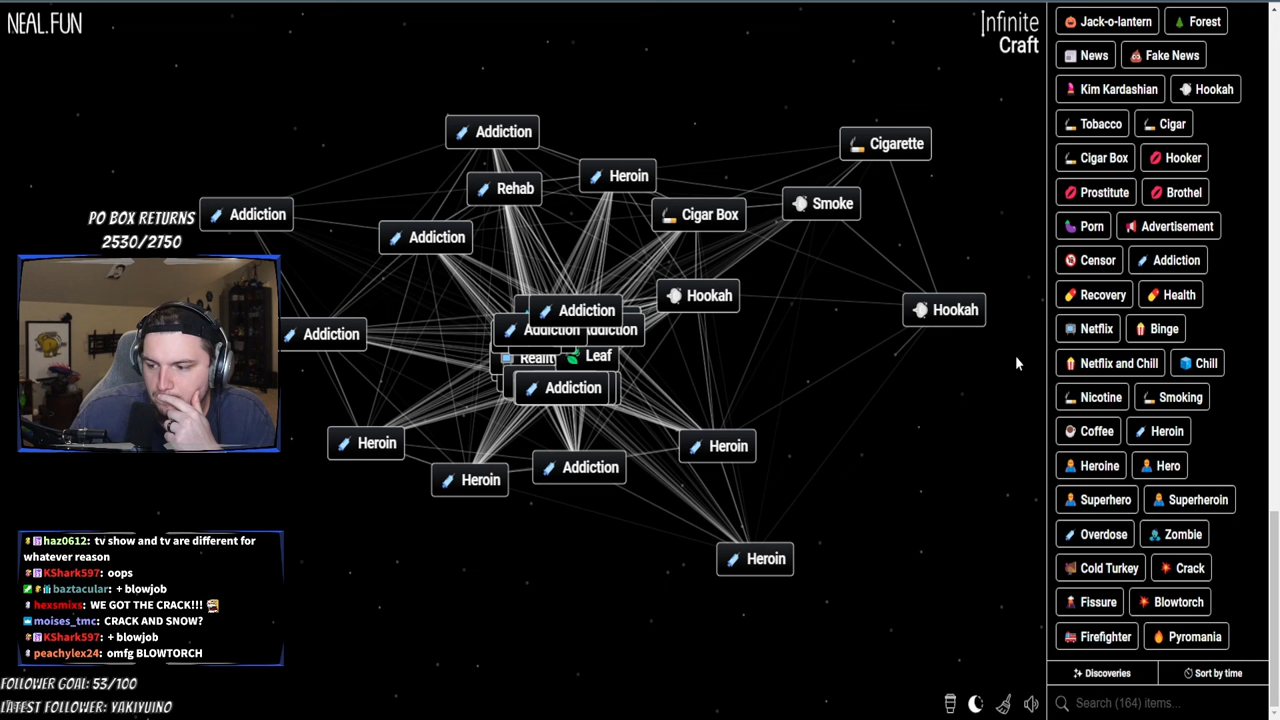 NEAL.FUN
Infinite
Craft
Addiction
Cigarette
Rehab
Heroin
Smoke
Addiction
Cigar Box
Addiction
PO BOX RETURNS
2530/2750
Hookah
Hookah
Addiction
Addiction
Addiction
Addiction
Leaf
Addiction
Heroin
Heroin
Addiction
Heroin
Heroin
haz0612: tv show and tv are different for
whatever reason
KShark597: oops
baztacular: + blowjob
hexsmixs: WE GOT THE CRACK!!!
moises_tmc: CRACK AND SNOW?
KShark597: + blowjob
peachylex24: omfg BLOWTORCH
FOLLOWER GOAL: 53/100
LATEST FOLLOWER: YAKIYUINO
Jack-o-lantern Forest
News Fake News
Kim Kardashian Hookah
Tobacco Cigar
Cigar Box Hooker
Prostitute Brothel
Porn Advertisement
Censor Addiction
Recovery Health
Netflix Binge
Netflix and Chill Chill
Nicotine Smoking
Coffee Heroin
Heroine Hero
Superhero Superheroin
Overdose Zombie
Cold Turkey Crack
Fissure Blowtorch
Firefighter Pyromania
Discoveries Sort by time
Search (164) items...